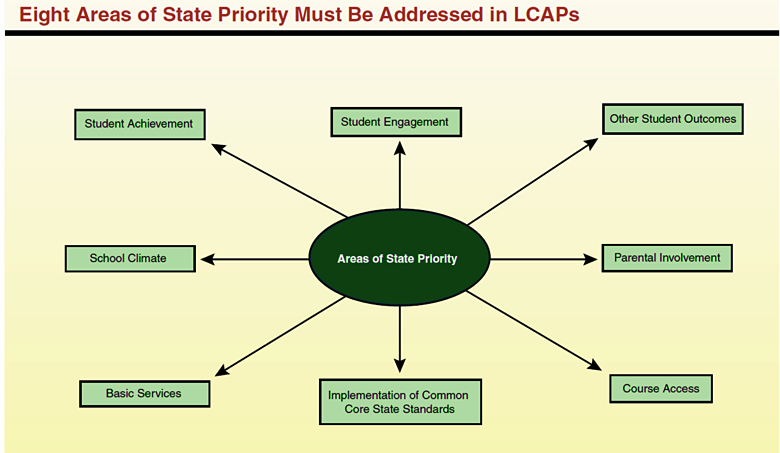 Eight Areas of State Priority Must Be Addressed in LCAPs
Student Achievement
Student Engagement
Other Student Outcomes
School Climate
Areas of State Priority
Parental Involvement
Basic Services
Implementation of Common
Core State Standards
Course Access